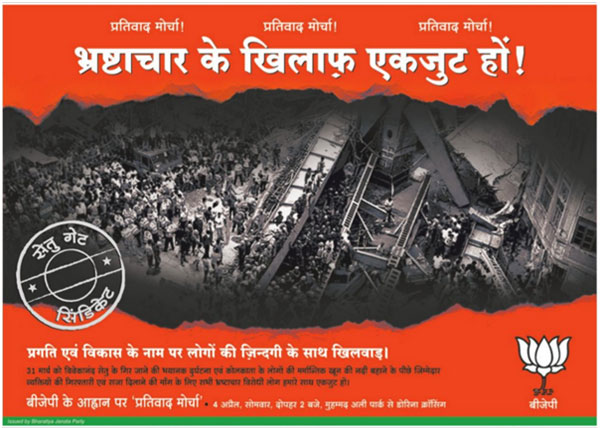 प्रतिवाद मोर्चा! प्रतिवाद मोर्चा! प्रतिवाद मोर्चा!
भ्रष्टाचार के खिलाफ़ एकजुट हों!
सेतु गेट
सिंडिकेट
प्रगति एवं विकास के नाम पर लोगों की ज़िन्दगी के साथ खिलवाड़।
31 मार्च को विवेकानंद सेतु के गिर जाने की भयानक दुर्घटना एवं कोलकाता के लोगों की मर्मान्तिक खून की नदी बहाने के पीछे जिम्मेदार
व्यक्तियों की गिरफ्तारी एवं सजा दिलाने की माँग के लिए सभी भ्रष्टाचार विरोधी लोग हमारे साथ एकजुट हो।
बीजेपी के आह्वान पर 'प्रतिवाद मोर्चा' • 4 अप्रैल, सोमवार, दोपहर 2 बजे, मुहम्मद अली पार्क से डोरिना क्रॉसिंग
बीजेपी
Issued by Bharatiya Janata Party